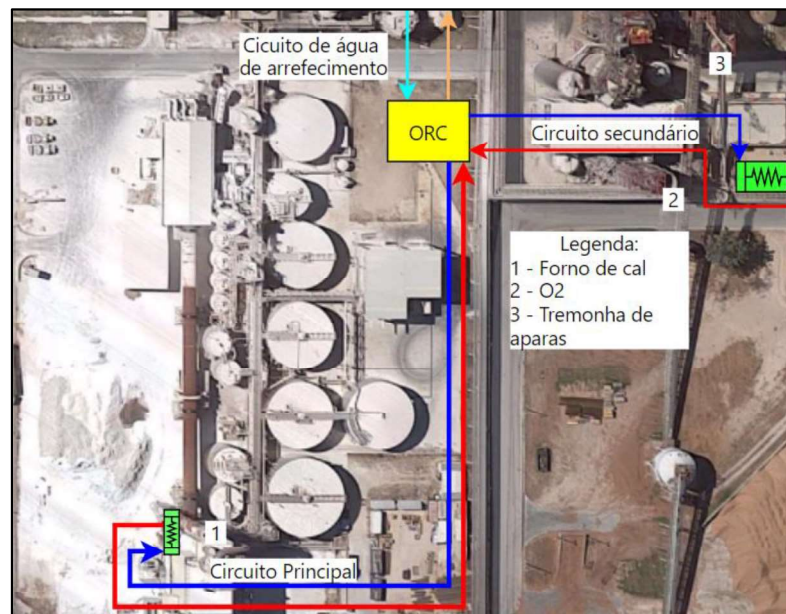 Cicuito de água
de arrefecimento
3
ORC
Circuito secundário
2
Legenda:
1 - Forno de cal
2 - O2
3 - Tremonha de
aparas
1
Circuito Principal